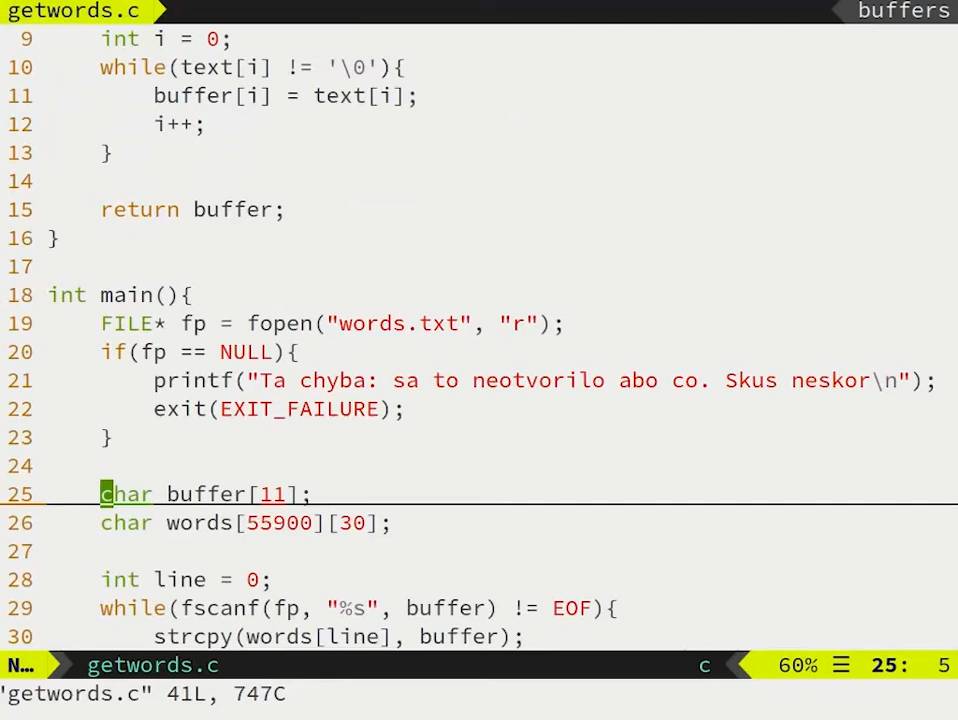 getwords.c buffers
9 int i = 0;
10 while(text[i] != '\0'){
11 buffer[i] = text[i];
12 i++;
13 }
14
15 return buffer;
16 }
17
18 int main(){
19 FILE* fp = fopen("words.txt", "r");
20 if(fp == NULL){
21 printf("Ta chyba: sa to neotvorilo abo co. Skus neskor\n");
22 exit(EXIT_FAILURE);
23 }
24
25 char buffer[11];
26 char words[55900][30];
27
28 int line = 0;
29 while(fscanf(fp, "%s", buffer) != EOF){
30 strcpy(words[line], buffer);
N… getwords.c c 60% ☰ 25: 5
'getwords.c" 41L, 747C